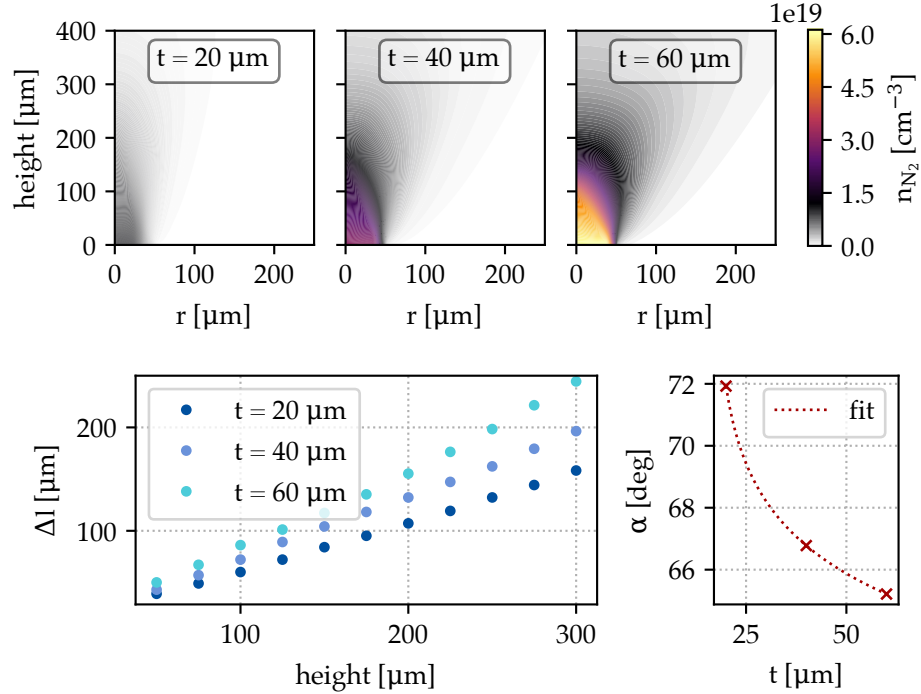 1e19
400
300
200
100
0
height [μm]
t = 20 μm
t = 40 μm
t = 60 μm
6.0
4.5
3.0
1.5
0.0
n_N₂ [cm⁻³]
0 100 200
0 100 200
0 100 200
r [μm]
r [μm]
r [μm]
200
100
Δl [μm]
t = 20 μm
t = 40 μm
t = 60 μm
100 200 300
height [μm]
72
70
68
66
α [deg]
fit
25 50
t [μm]